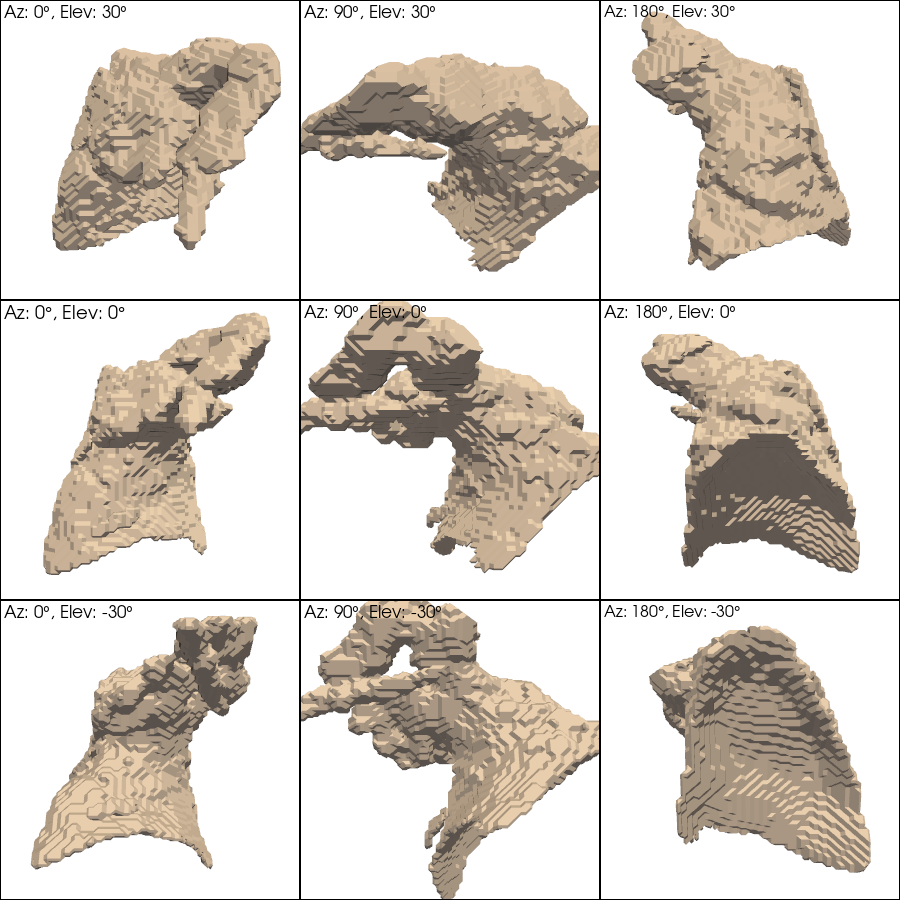 Az: 0°, Elev: 30°
Az: 90°, Elev: 30°
Az: 180°, Elev: 30°
Az: 0°, Elev: 0°
Az: 90°, Elev: 0°
Az: 180°, Elev: 0°
Az: 0°, Elev: -30°
Az: 90°, Elev: -30°
Az: 180°, Elev: -30°